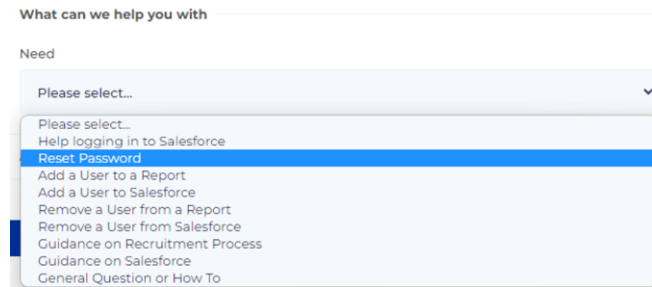 What can we help you with
Need
Please select...
Please select...
Help logging in to Salesforce
Reset Password
Add a User to a Report
Add a User to Salesforce
Remove a User from a Report
Remove a User from Salesforce
Guidance on Recruitment Process
Guidance on Salesforce
General Question or How To